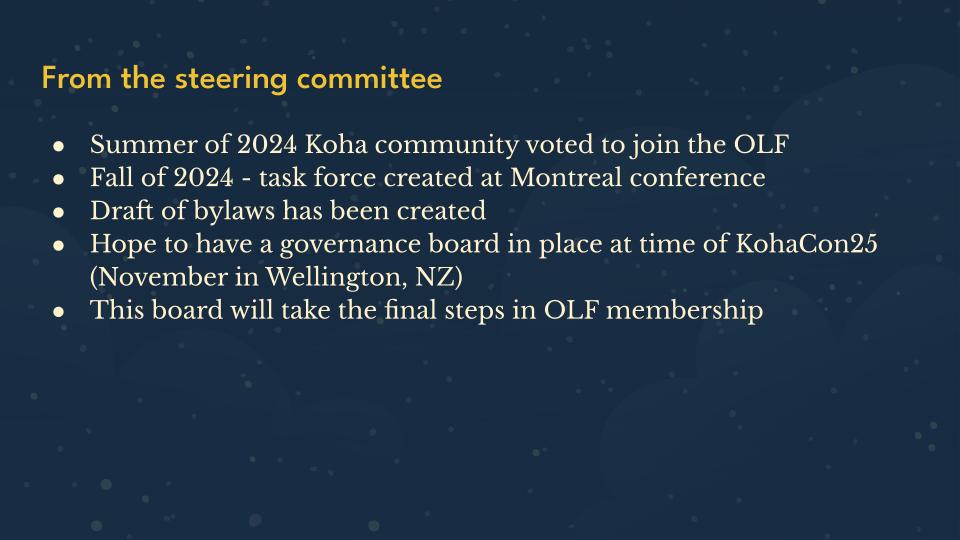 From the steering committee
● Summer of 2024 Koha community voted to join the OLF
● Fall of 2024 - task force created at Montreal conference
● Draft of bylaws has been created
● Hope to have a governance board in place at time of KohaCon25
(November in Wellington, NZ)
● This board will take the final steps in OLF membership